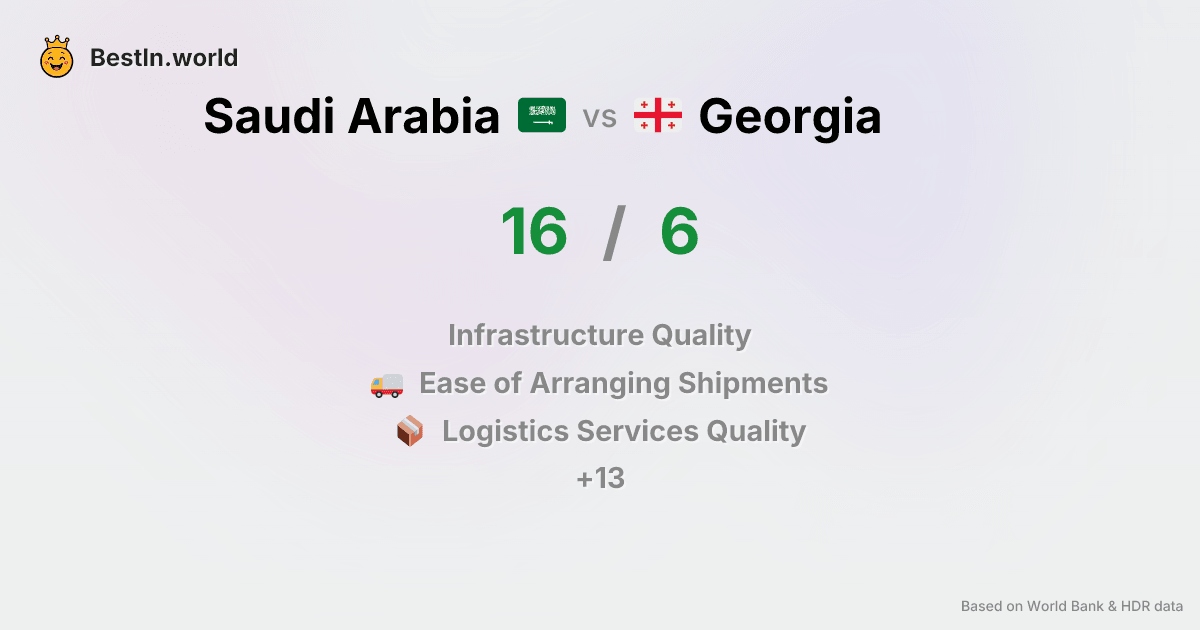 BestIn.world
Saudi Arabia vs Georgia
16 / 6
Infrastructure Quality
Ease of Arranging Shipments
Logistics Services Quality
+13
Based on World Bank & HDR data